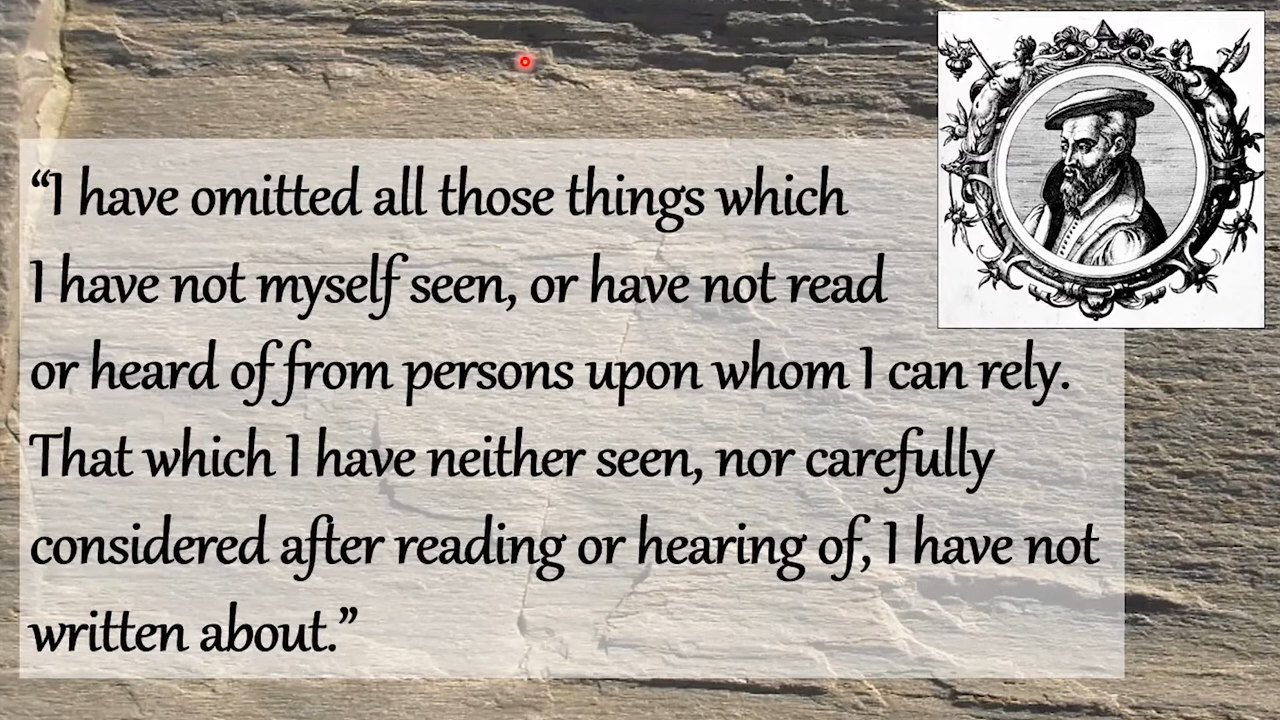 “I have omitted all those things which
I have not myself seen, or have not read
or heard of from persons upon whom I can rely.
That which I have neither seen, nor carefully
considered after reading or hearing of, I have not
written about.”